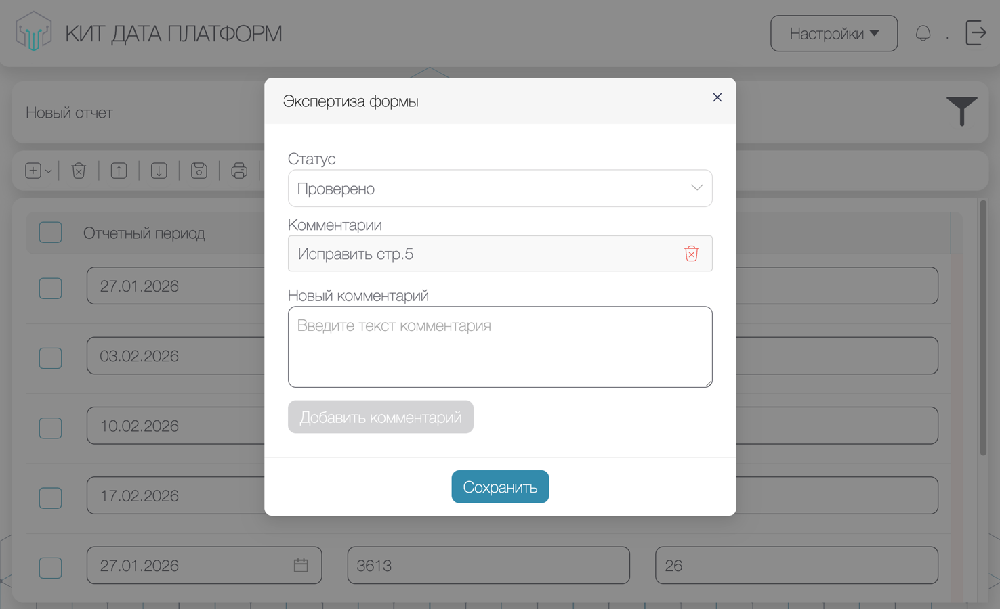 КИТ ДАТА ПЛАТФОРМ
Настройки
.
Новый отчет
Экспертиза формы
Статус
Проверено
Комментарии
Исправить стр.5
Новый комментарий
Введите текст комментария
Добавить комментарий
Сохранить
Отчетный период
27.01.2026
03.02.2026
10.02.2026
17.02.2026
27.01.2026 3613 26